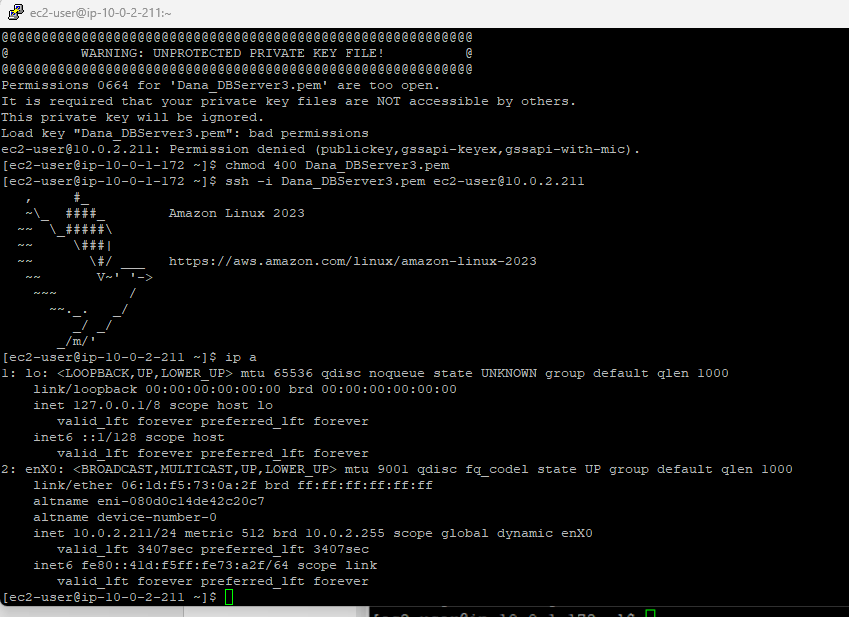 ec2-user@ip-10-0-2-211:~
@@@@@@@@@@@@@@@@@@@@@@@@@@@@@@@@@@@@@@@@@@@@@@@@@@@@@@@@@@@
@         WARNING: UNPROTECTED PRIVATE KEY FILE!          @
@@@@@@@@@@@@@@@@@@@@@@@@@@@@@@@@@@@@@@@@@@@@@@@@@@@@@@@@@@@
Permissions 0664 for 'Dana_DBServer3.pem' are too open.
It is required that your private key files are NOT accessible by others.
This private key will be ignored.
Load key "Dana_DBServer3.pem": bad permissions
ec2-user@10.0.2.211: Permission denied (publickey,gssapi-keyex,gssapi-with-mic).
[ec2-user@ip-10-0-1-172 ~]$ chmod 400 Dana_DBServer3.pem
[ec2-user@ip-10-0-1-172 ~]$ ssh -i Dana_DBServer3.pem ec2-user@10.0.2.211
   ,     #_
   ~\_  ####_        Amazon Linux 2023
  ~~  \_#####\
  ~~     \###|
  ~~       \#/ ___   https://aws.amazon.com/linux/amazon-linux-2023
   ~~       V~' '->
    ~~~         /
      ~~._.   _/
         _/ _/
       _/m/'
[ec2-user@ip-10-0-2-211 ~]$ ip a
1: lo: <LOOPBACK,UP,LOWER_UP> mtu 65536 qdisc noqueue state UNKNOWN group default qlen 1000
    link/loopback 00:00:00:00:00:00 brd 00:00:00:00:00:00
    inet 127.0.0.1/8 scope host lo
       valid_lft forever preferred_lft forever
    inet6 ::1/128 scope host
       valid_lft forever preferred_lft forever
2: enX0: <BROADCAST,MULTICAST,UP,LOWER_UP> mtu 9001 qdisc fq_codel state UP group default qlen 1000
    link/ether 06:1d:f5:73:0a:2f brd ff:ff:ff:ff:ff:ff
    altname eni-080d0c14de42c20c7
    altname device-number-0
    inet 10.0.2.211/24 metric 512 brd 10.0.2.255 scope global dynamic enX0
       valid_lft 3407sec preferred_lft 3407sec
    inet6 fe80::41d:f5ff:fe73:a2f/64 scope link
       valid_lft forever preferred_lft forever
[ec2-user@ip-10-0-2-211 ~]$